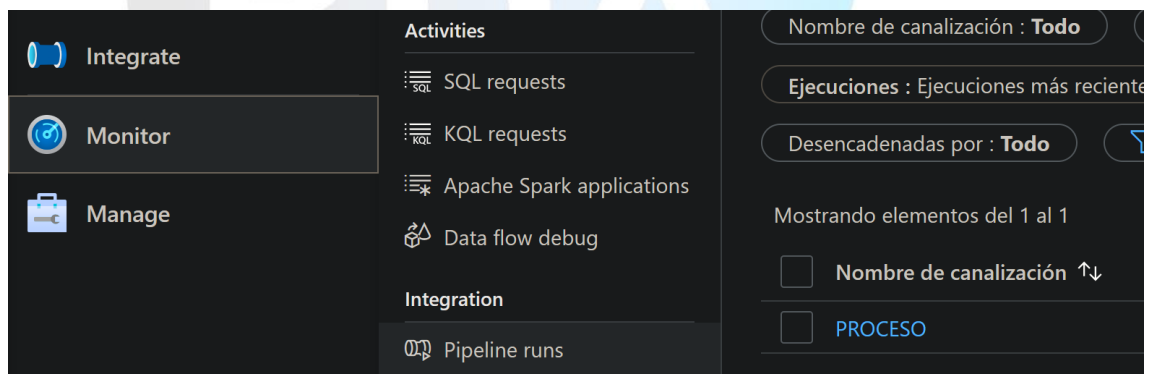 Integrate
Monitor
Manage
Activities
SQL requests
KQL requests
Apache Spark applications
Data flow debug
Integration
Pipeline runs
Nombre de canalización : Todo
Ejecuciones : Ejecuciones más reciente
Desencadenadas por : Todo
Mostrando elementos del 1 al 1
Nombre de canalización
PROCESO